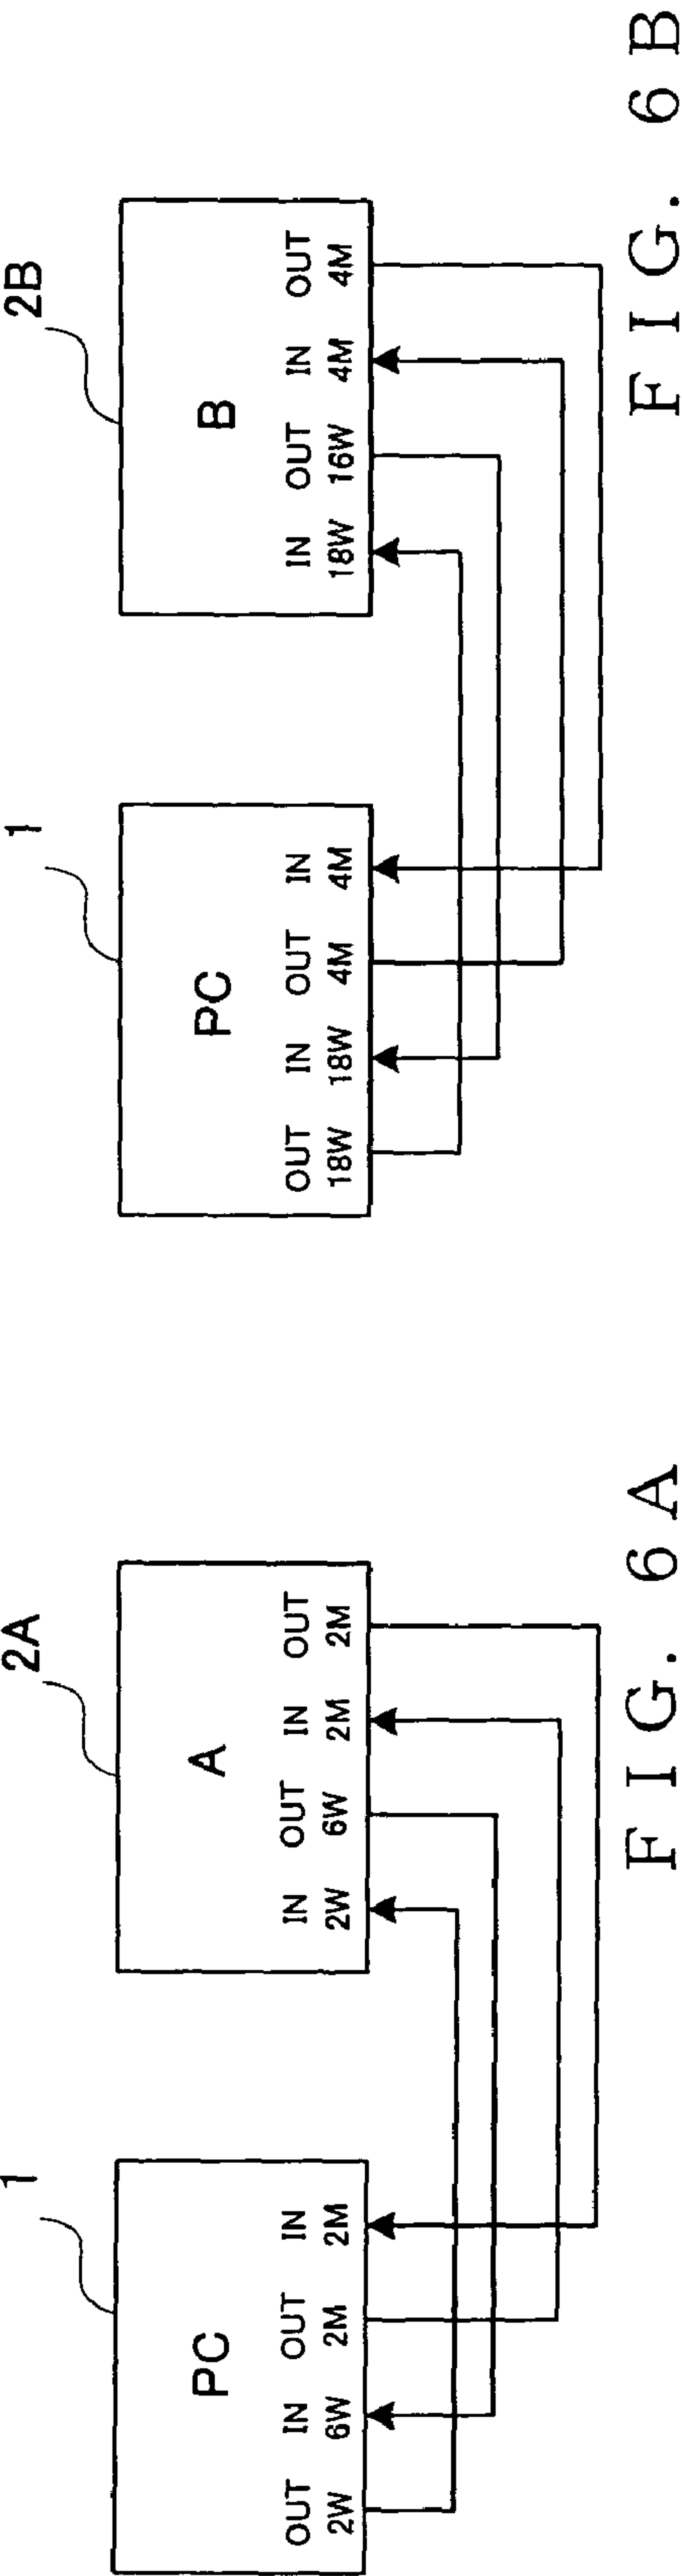 1
PC
OUT IN OUT IN
2W 6W 2M 2M
2A
A
IN OUT IN OUT
2W 6W 2M 2M
FIG. 6A
1
PC
OUT IN OUT IN
18W 18W 4M 4M
2B
B
IN OUT IN OUT
18W 16W 4M 4M
FIG. 6B